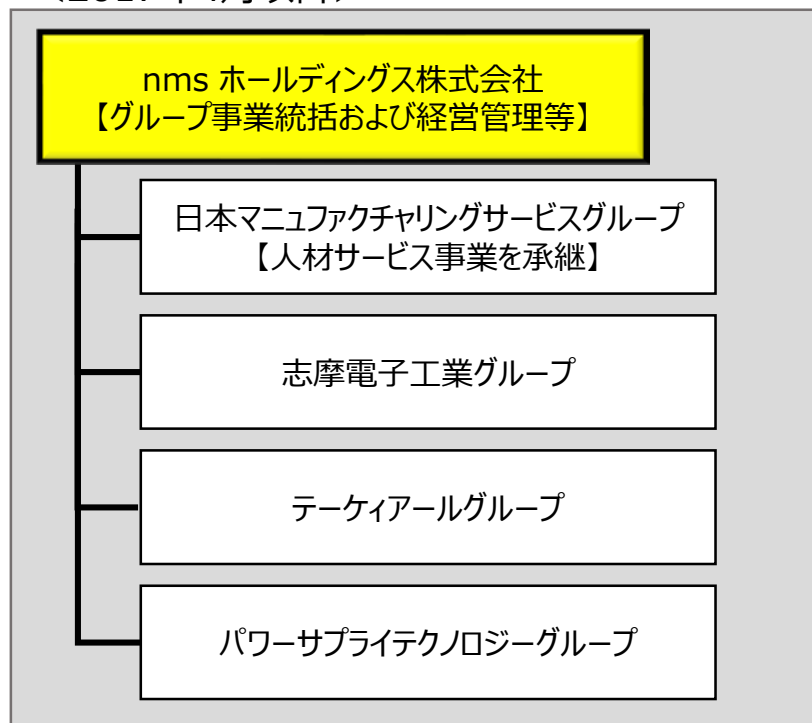 nms ホールディングス株式会社
【グループ事業統括および経営管理等】
日本マニュファクチャリングサービスグループ
【人材サービス事業を承継】
志摩電子工業グループ
テーケィアールグループ
パワーサプライテクノロジーグループ